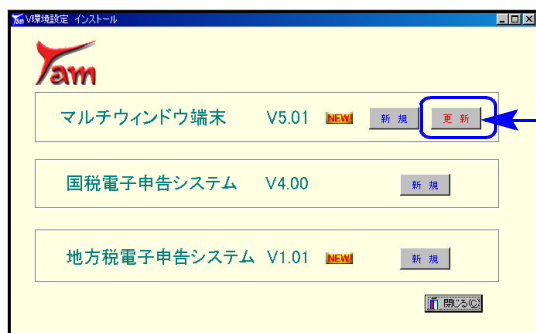 V環境設定 インストール
Yam
マルチウィンドウ端末 V5.01 NEW! 新 規 更 新
国税電子申告システム V4.00 新 規
地方税電子申告システム V1.01 NEW! 新 規
閉じる(C)